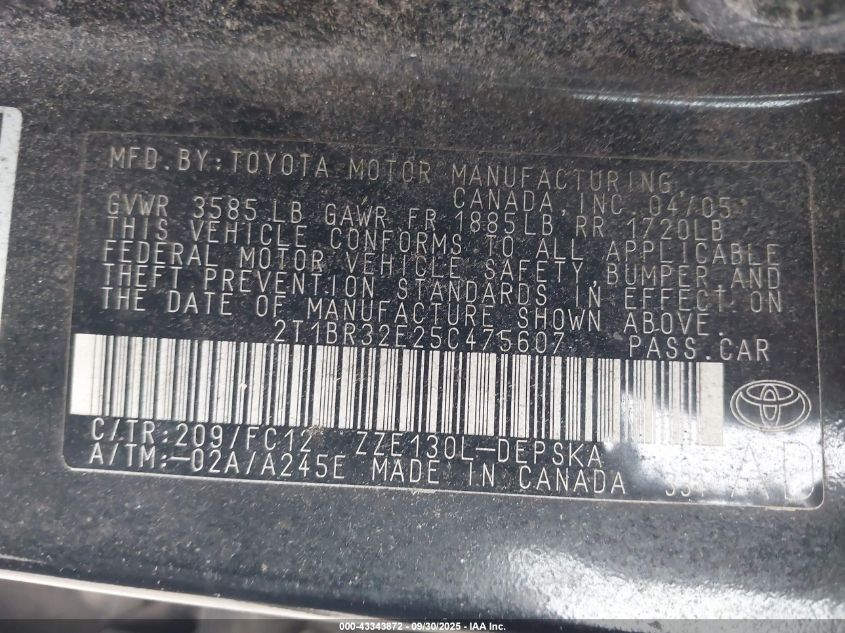 MFD.BY:TOYOTA MOTOR MANUFACTURING,
CANADA,INC.04/05
GVWR 3585 LB GAWR FR 1885LB RR 1720LB
THIS VEHICLE CONFORMS TO ALL APPLICABLE
FEDERAL MOTOR VEHICLE SAFETY,BUMPER,AND
THEFT PREVENTION STANDARDS IN EFFECT ON
THE DATE OF MANUFACTURE SHOWN ABOVE.
2T1BR32E25C475607 PASS.CAR
C/TR:209/FC12 ZZE130L-DEPSKA
A/TM:-02A/A245E MADE IN CANADA
AD
000-43343872 - 09/30/2025 - IAA Inc.